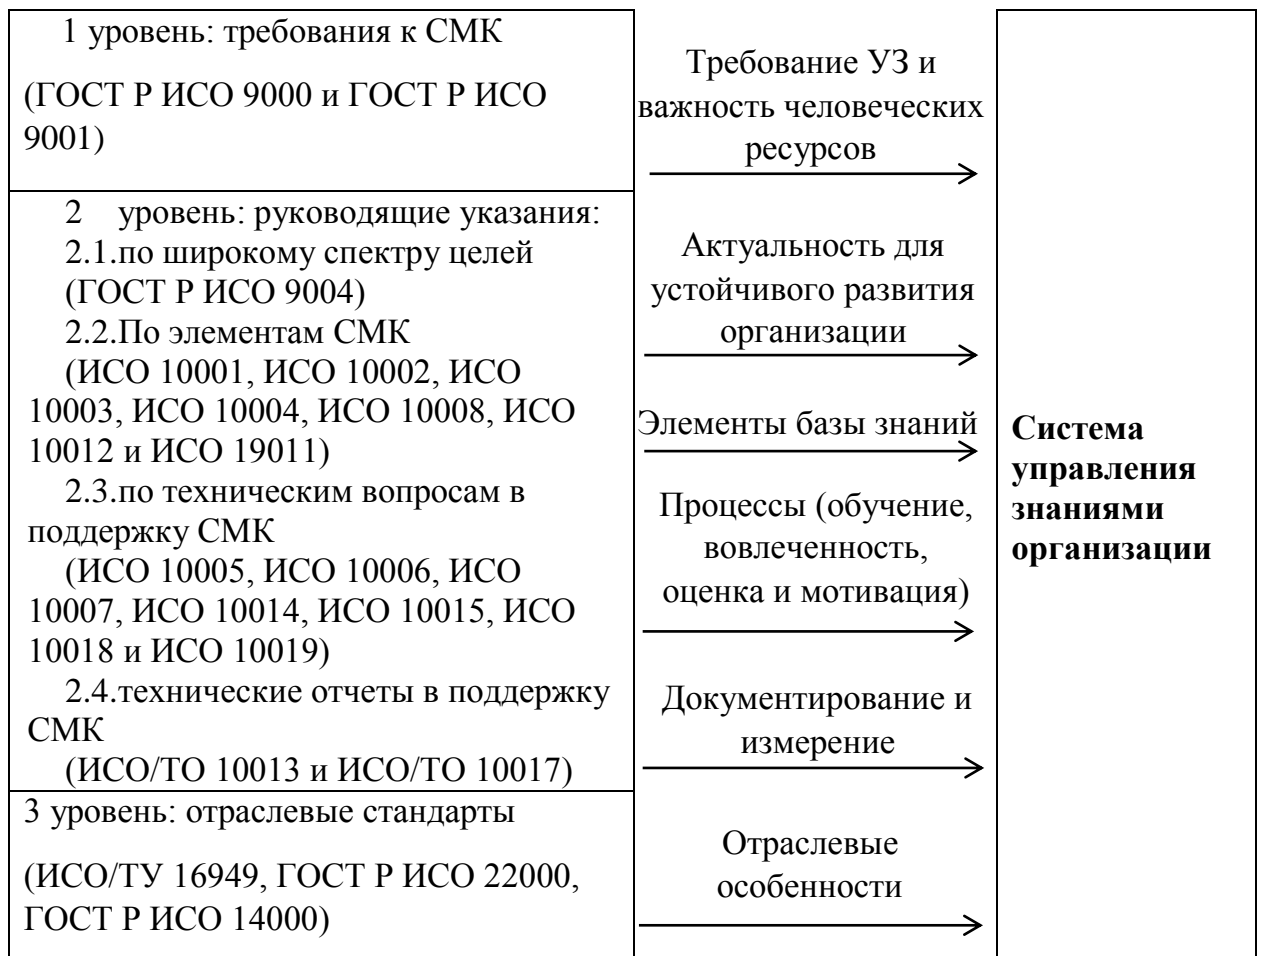 1 уровень: требования к СМК
(ГОСТ Р ИСО 9000 и ГОСТ Р ИСО
9001)
2 уровень: руководящие указания:
2.1.по широкому спектру целей
(ГОСТ Р ИСО 9004)
2.2.По элементам СМК
(ИСО 10001, ИСО 10002, ИСО
10003, ИСО 10004, ИСО 10008, ИСО
10012 и ИСО 19011)
2.3.по техническим вопросам в
поддержку СМК
(ИСО 10005, ИСО 10006, ИСО
10007, ИСО 10014, ИСО 10015, ИСО
10018 и ИСО 10019)
2.4.технические отчеты в поддержку
СМК
(ИСО/ТО 10013 и ИСО/ТО 10017)
3 уровень: отраслевые стандарты
(ИСО/ТУ 16949, ГОСТ Р ИСО 22000,
ГОСТ Р ИСО 14000)
Требование УЗ и
важность человеческих
ресурсов
Актуальность для
устойчивого развития
организации
Элементы базы знаний
Процессы (обучение,
вовлеченность,
оценка и мотивация)
Документирование и
измерение
Отраслевые
особенности
Система
управления
знаниями
организации